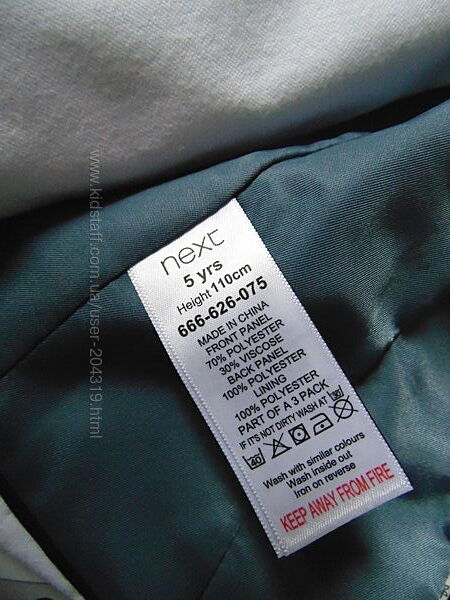 next
5 yrs
Height 110cm
666-626-075
MADE IN CHINA
FRONT PANEL
70% POLYESTER
30% VISCOSE
BACK PANEL
100% POLYESTER
LINING
100% POLYESTER
PART OF A 3 PACK
IF IT'S NOT DIRTY WASH AT 30
40
Wash with similar colours
Wash inside out
Iron on reverse
KEEP AWAY FROM FIRE
www.kidstaff.com.ua/user-204319.html